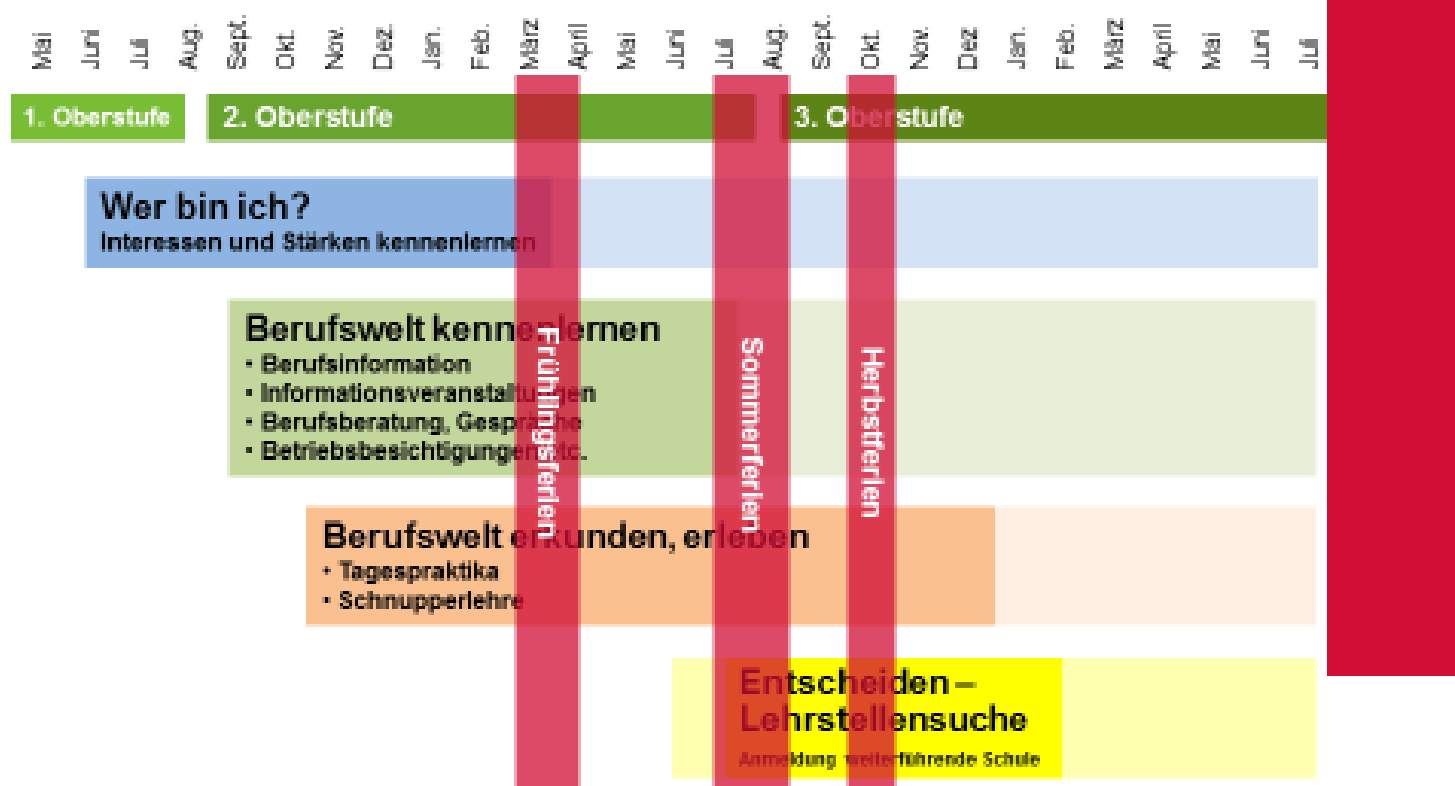 Mai Juni Juli Aug. Sept. Okt. Nov. Dez. Jan. Feb. März April Mai Juni Juli Aug. Sept. Okt. Nov. Dez. Jan. Feb. März April Mai Juni Juli
1. Oberstufe 2. Oberstufe 3. Oberstufe
Wer bin ich?
Interessen und Stärken kennenlernen
Berufswelt kennenlernen
• Berufsinformation
• Informationsveranstaltungen
• Berufsberatung, Gespräche
• Betriebsbesichtigungen etc.
Frühlingsferien
Sommerferien
Herbstferien
Berufswelt erkunden, erleben
• Tagespraktika
• Schnupperlehre
Entscheiden –
Lehrstellensuche
Anmeldung weiterführende Schule